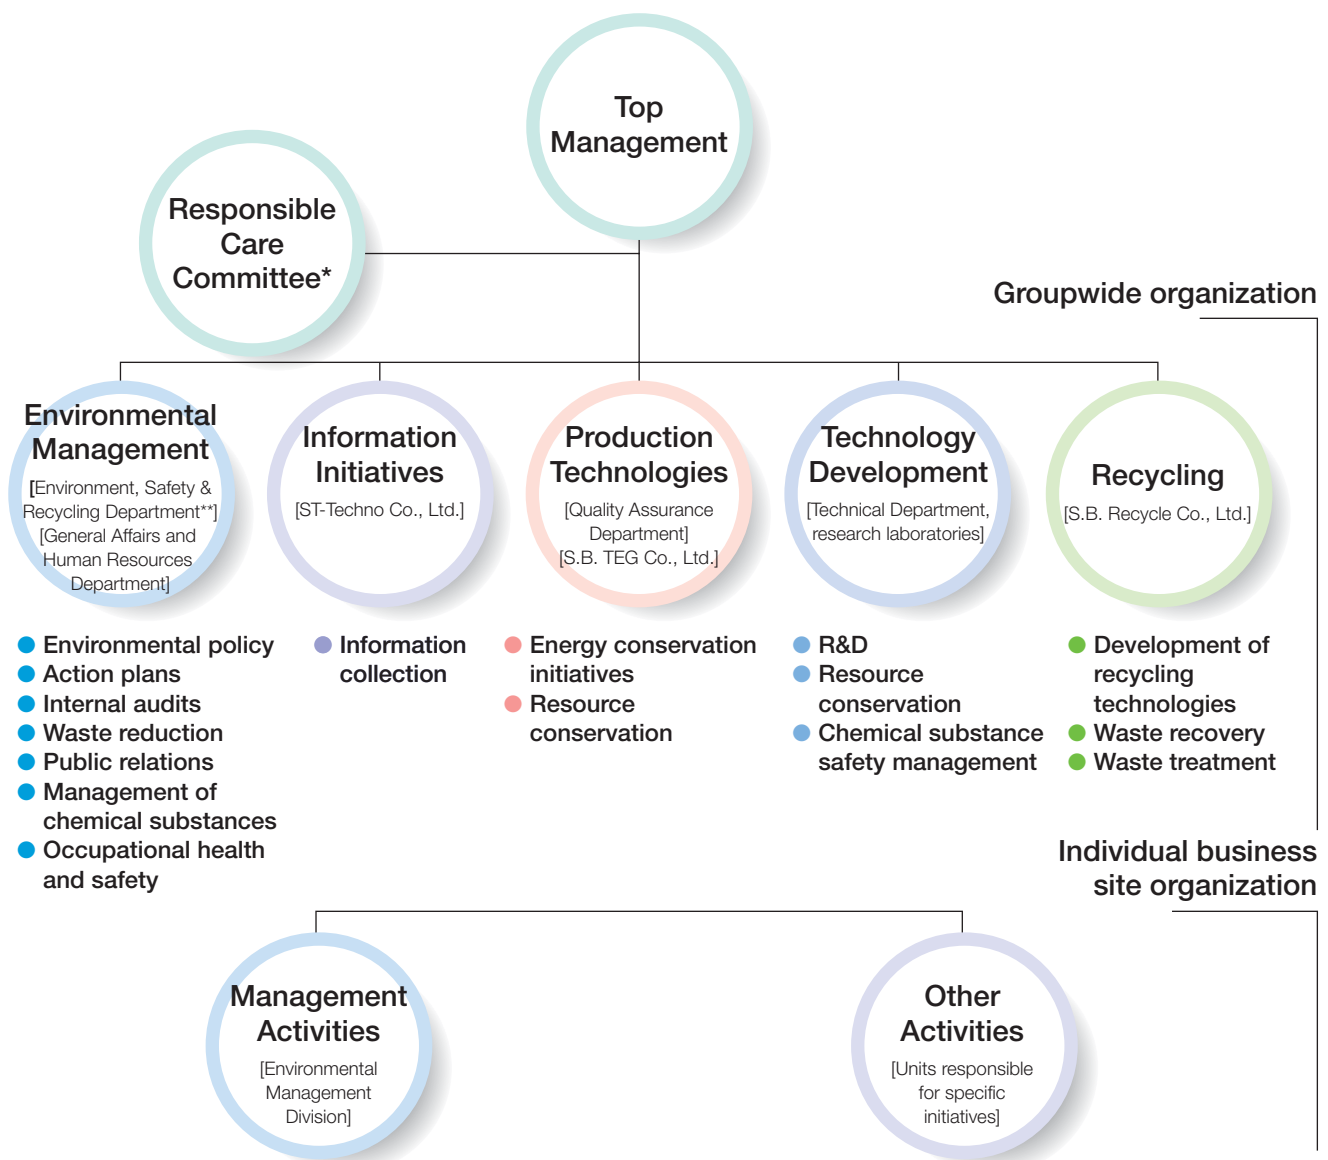 Top
Management
Responsible
Care
Committee*
Groupwide organization
Environmental
Management
[Environment, Safety &
Recycling Department**]
[General Affairs and
Human Resources
Department]
Information
Initiatives
[ST-Techno Co., Ltd.]
Production
Technologies
[Quality Assurance
Department]
[S.B. TEG Co., Ltd.]
Technology
Development
[Technical Department,
research laboratories]
Recycling
[S.B. Recycle Co., Ltd.]
● Environmental policy
● Action plans
● Internal audits
● Waste reduction
● Public relations
● Management of
chemical substances
● Occupational health
and safety
● Information
collection
● Energy conservation
initiatives
● Resource
conservation
● R&D
● Resource
conservation
● Chemical substance
safety management
● Development of
recycling
technologies
● Waste recovery
● Waste treatment
Individual business
site organization
Management
Activities
[Environmental
Management
Division]
Other
Activities
[Units responsible
for specific
initiatives]